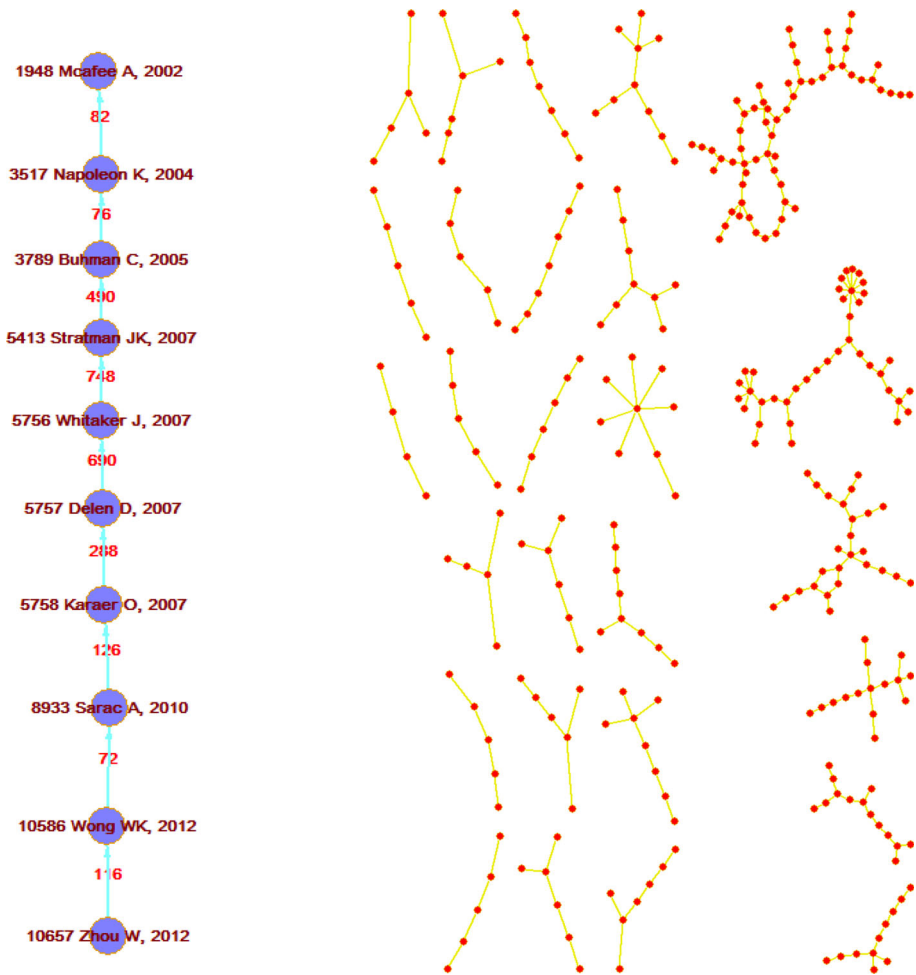 1948 Mcafee A, 2002
82
3517 Napoleon K, 2004
76
3789 Buhman C, 2005
490
5413 Stratman JK, 2007
748
5756 Whitaker J, 2007
690
5757 Delen D, 2007
288
5758 Karaer O, 2007
126
8933 Sarac A, 2010
72
10586 Wong WK, 2012
116
10657 Zhou W, 2012